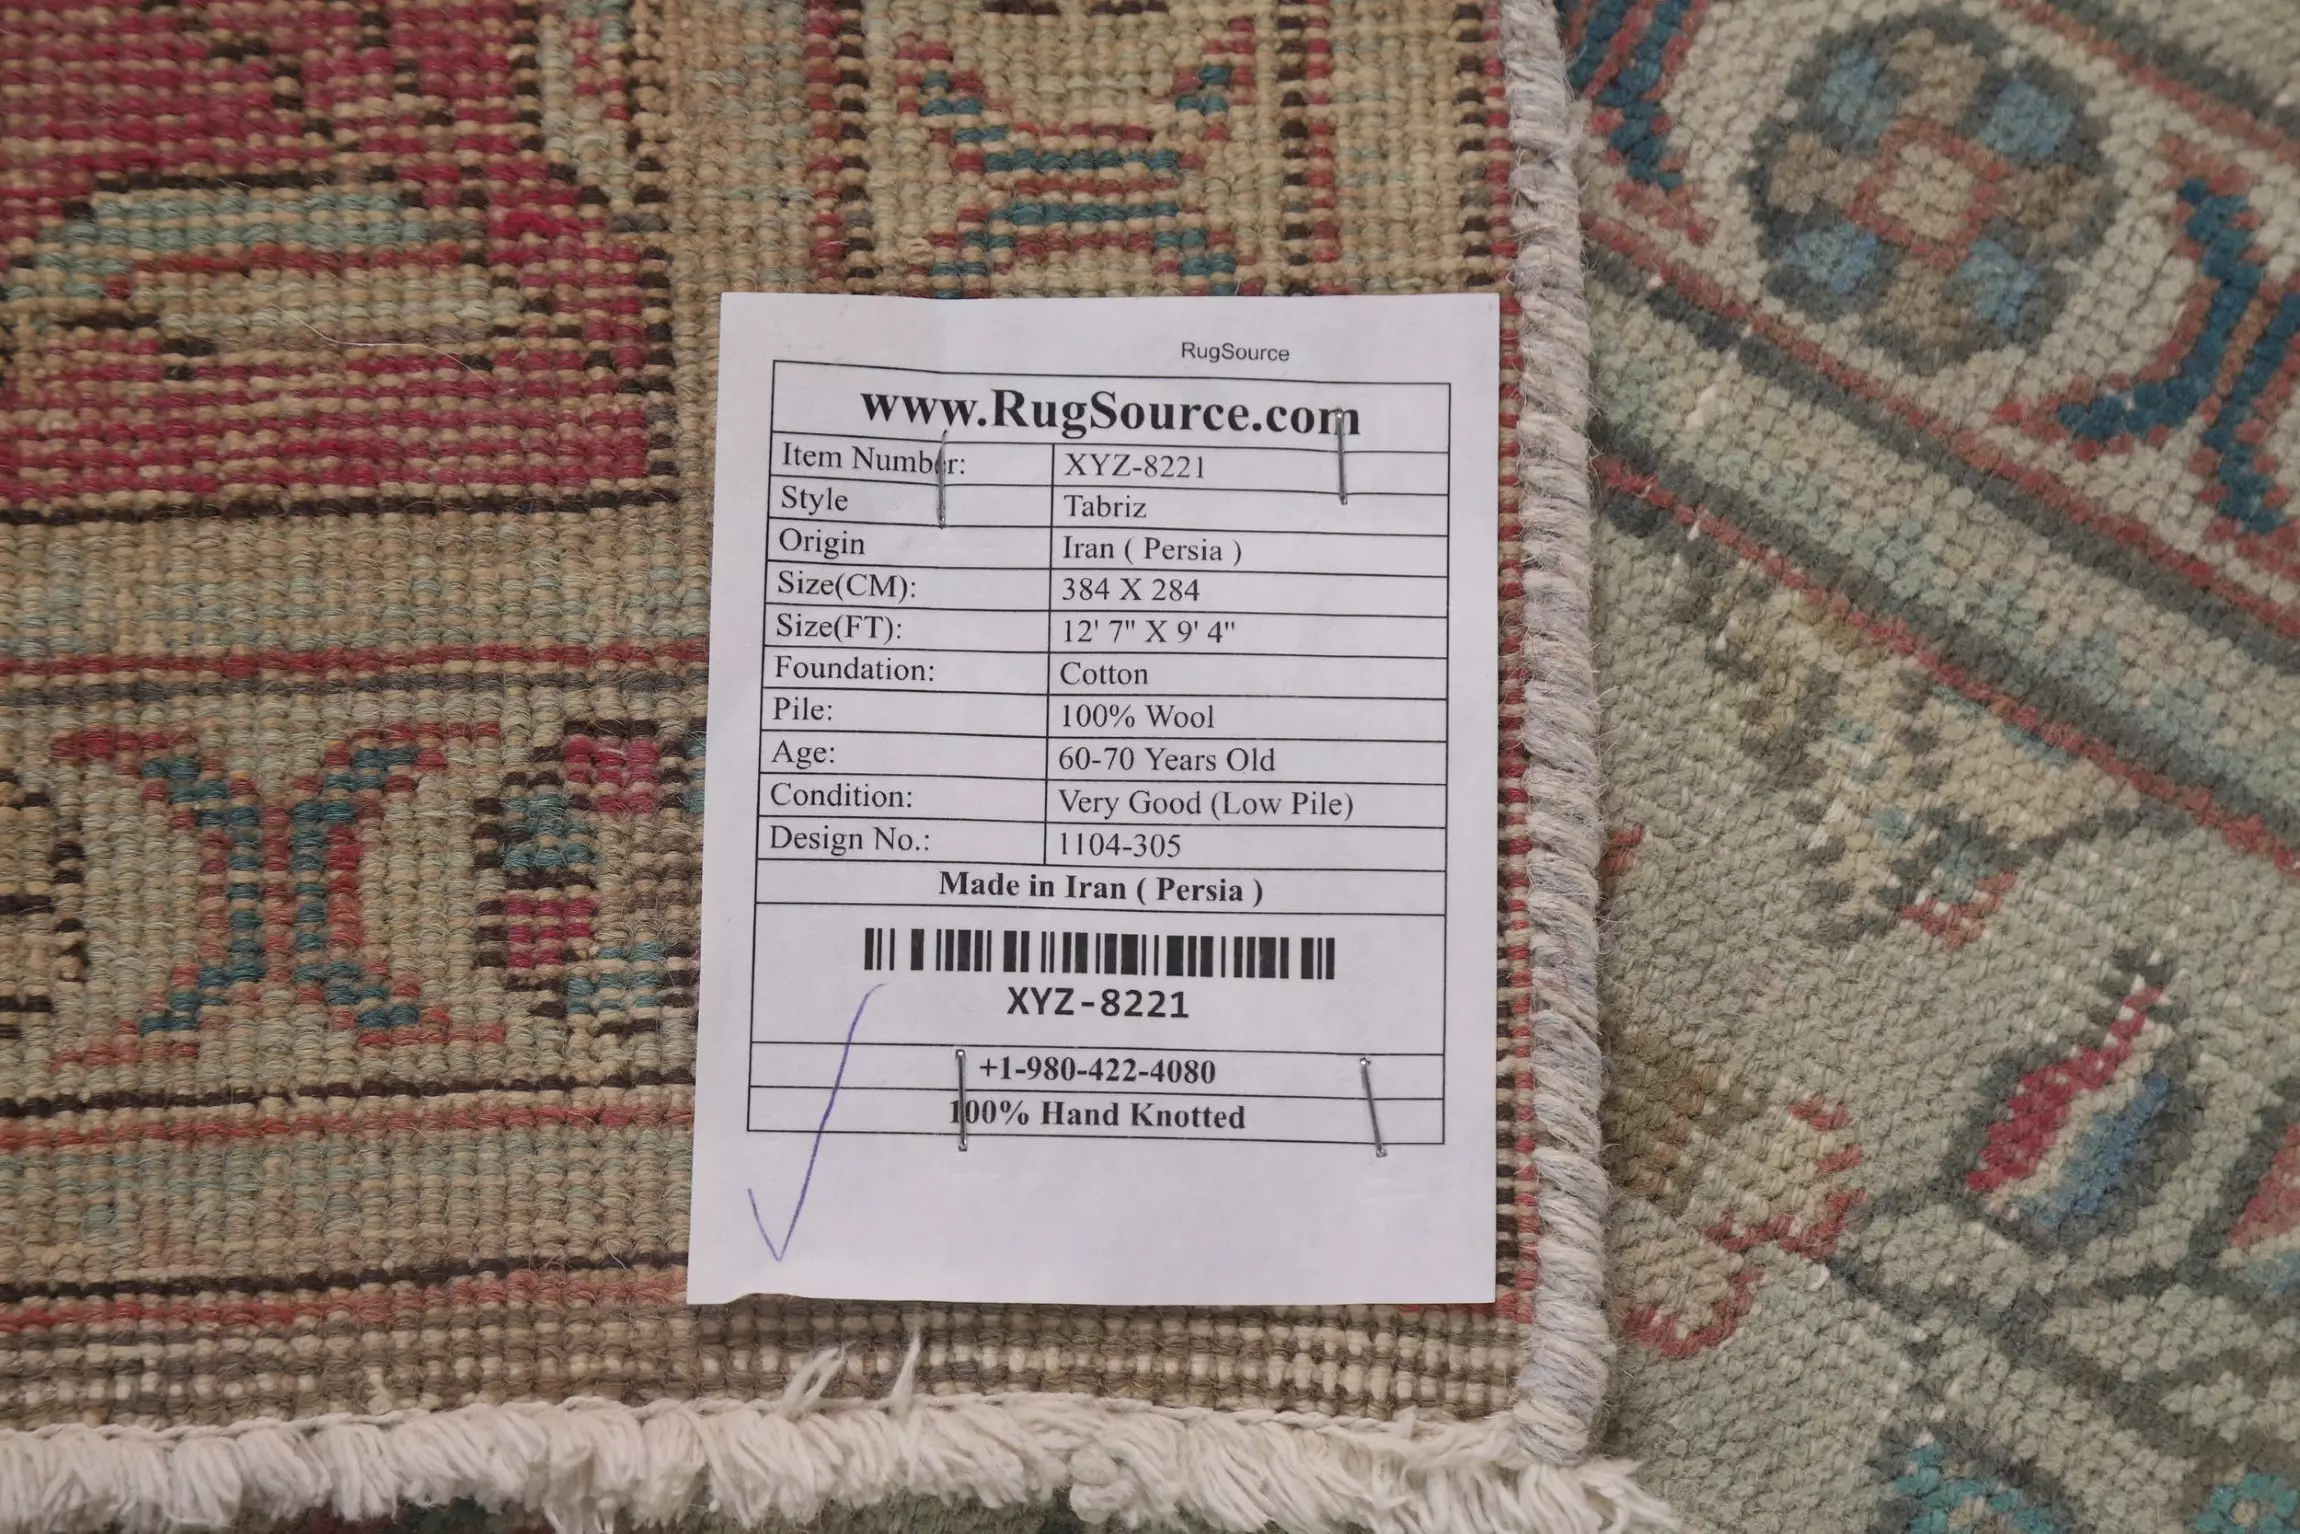 RugSource
www.RugSource.com
Item Number: XYZ-8221
Style Tabriz
Origin Iran ( Persia )
Size(CM): 384 X 284
Size(FT): 12' 7" X 9' 4"
Foundation: Cotton
Pile: 100% Wool
Age: 60-70 Years Old
Condition: Very Good (Low Pile)
Design No.: 1104-305
Made in Iran ( Persia )
XYZ-8221
+1-980-422-4080
100% Hand Knotted